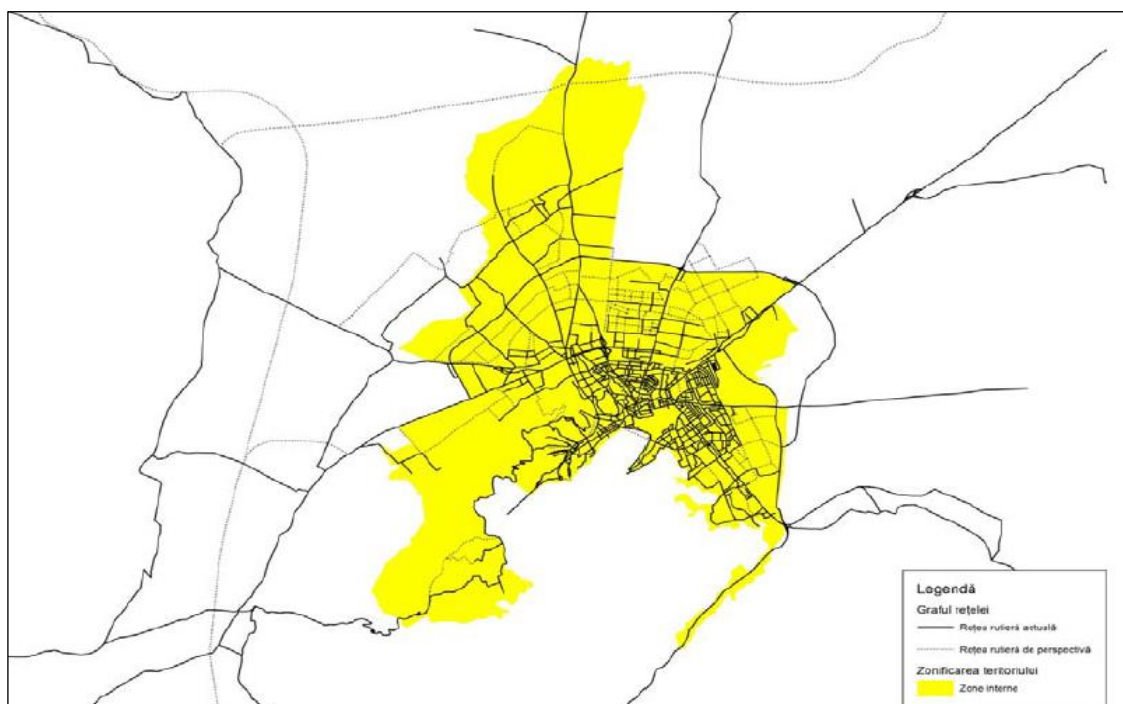 Legendă
Graful rețelei
Rețea rutieră actuală
Rețea rutieră de perspectivă
Zonificarea teritoriului
Zone interne